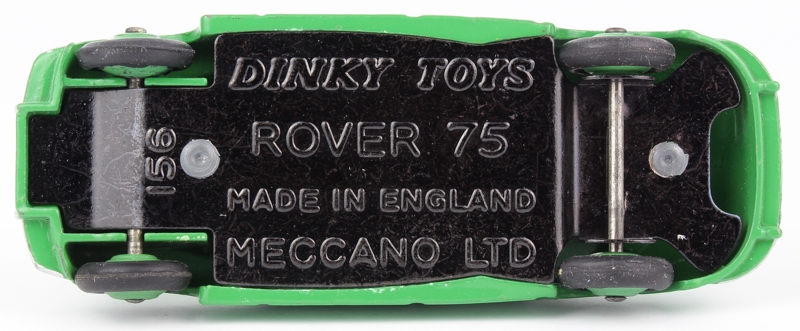 DINKY TOYS
ROVER 75
156
MADE IN ENGLAND
MECCANO LTD